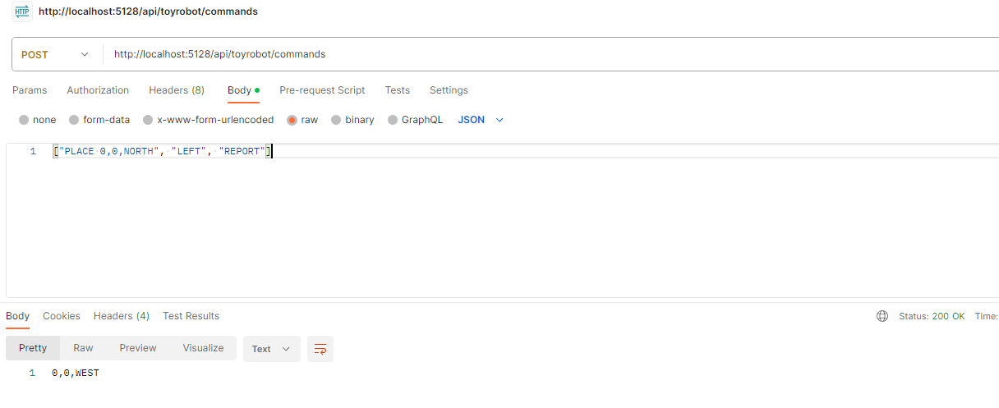 HTTP http://localhost:5128/api/toyrobot/commands
POST http://localhost:5128/api/toyrobot/commands
Params Authorization Headers (8) Body Pre-request Script Tests Settings
none form-data x-www-form-urlencoded raw binary GraphQL JSON
1 ["PLACE 0,0,NORTH", "LEFT", "REPORT"]
Body Cookies Headers (4) Test Results Status: 200 OK Time:
Pretty Raw Preview Visualize Text
1 0,0,WEST